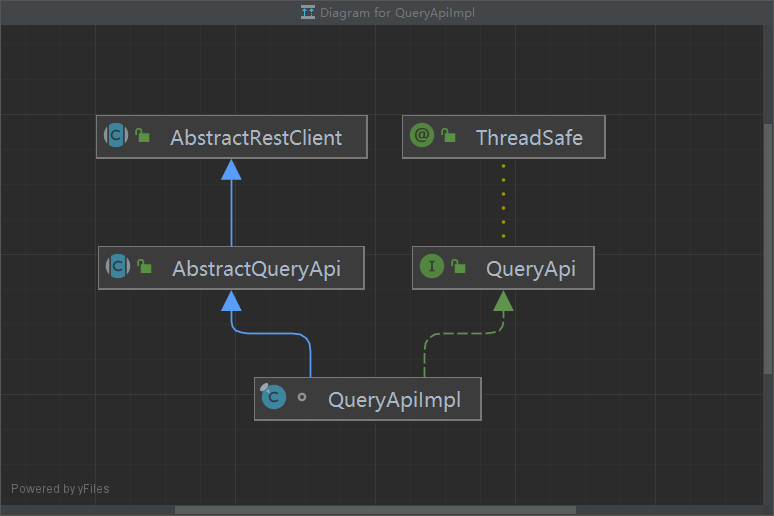 Diagram for QueryApiImpl
AbstractRestClient
ThreadSafe
AbstractQueryApi
QueryApi
QueryApiImpl
Powered by yFiles